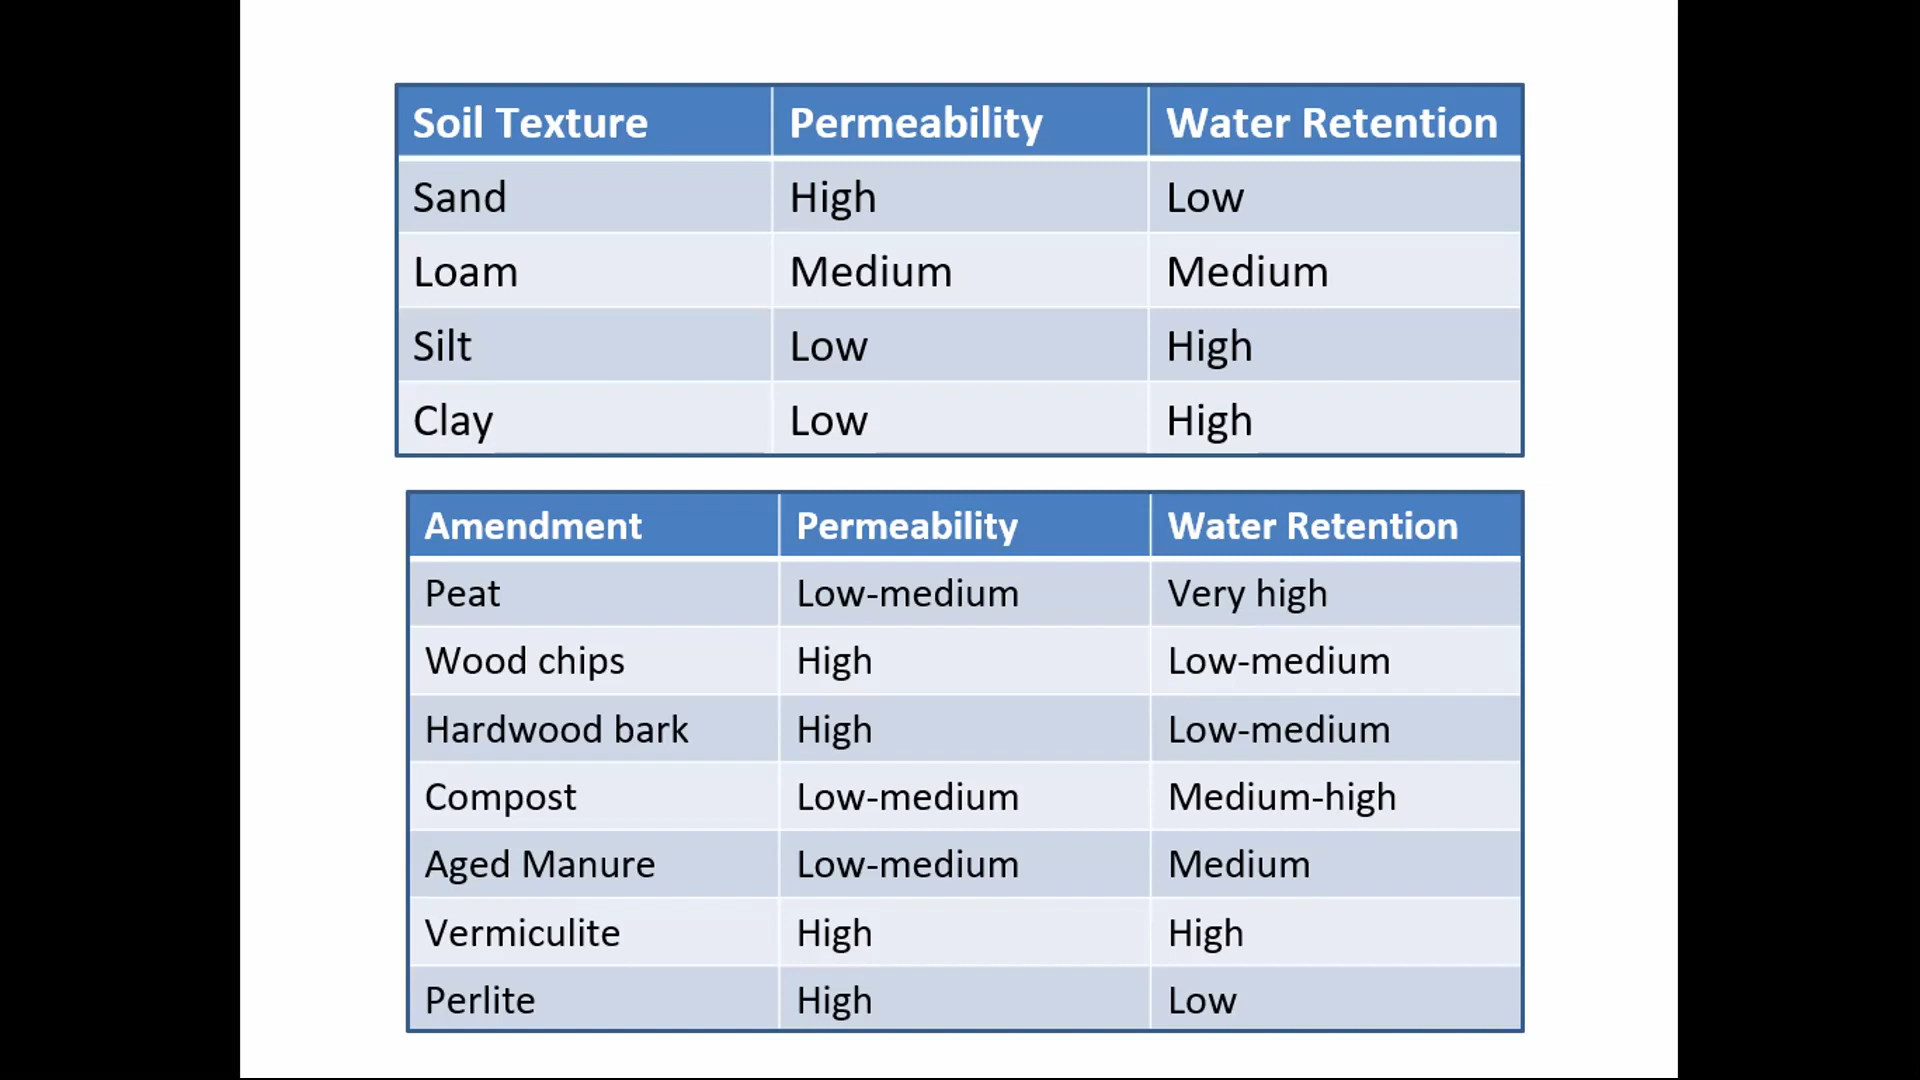 Soil Texture Permeability Water Retention
Sand High Low
Loam Medium Medium
Silt Low High
Clay Low High
Amendment Permeability Water Retention
Peat Low-medium Very high
Wood chips High Low-medium
Hardwood bark High Low-medium
Compost Low-medium Medium-high
Aged Manure Low-medium Medium
Vermiculite High High
Perlite High Low